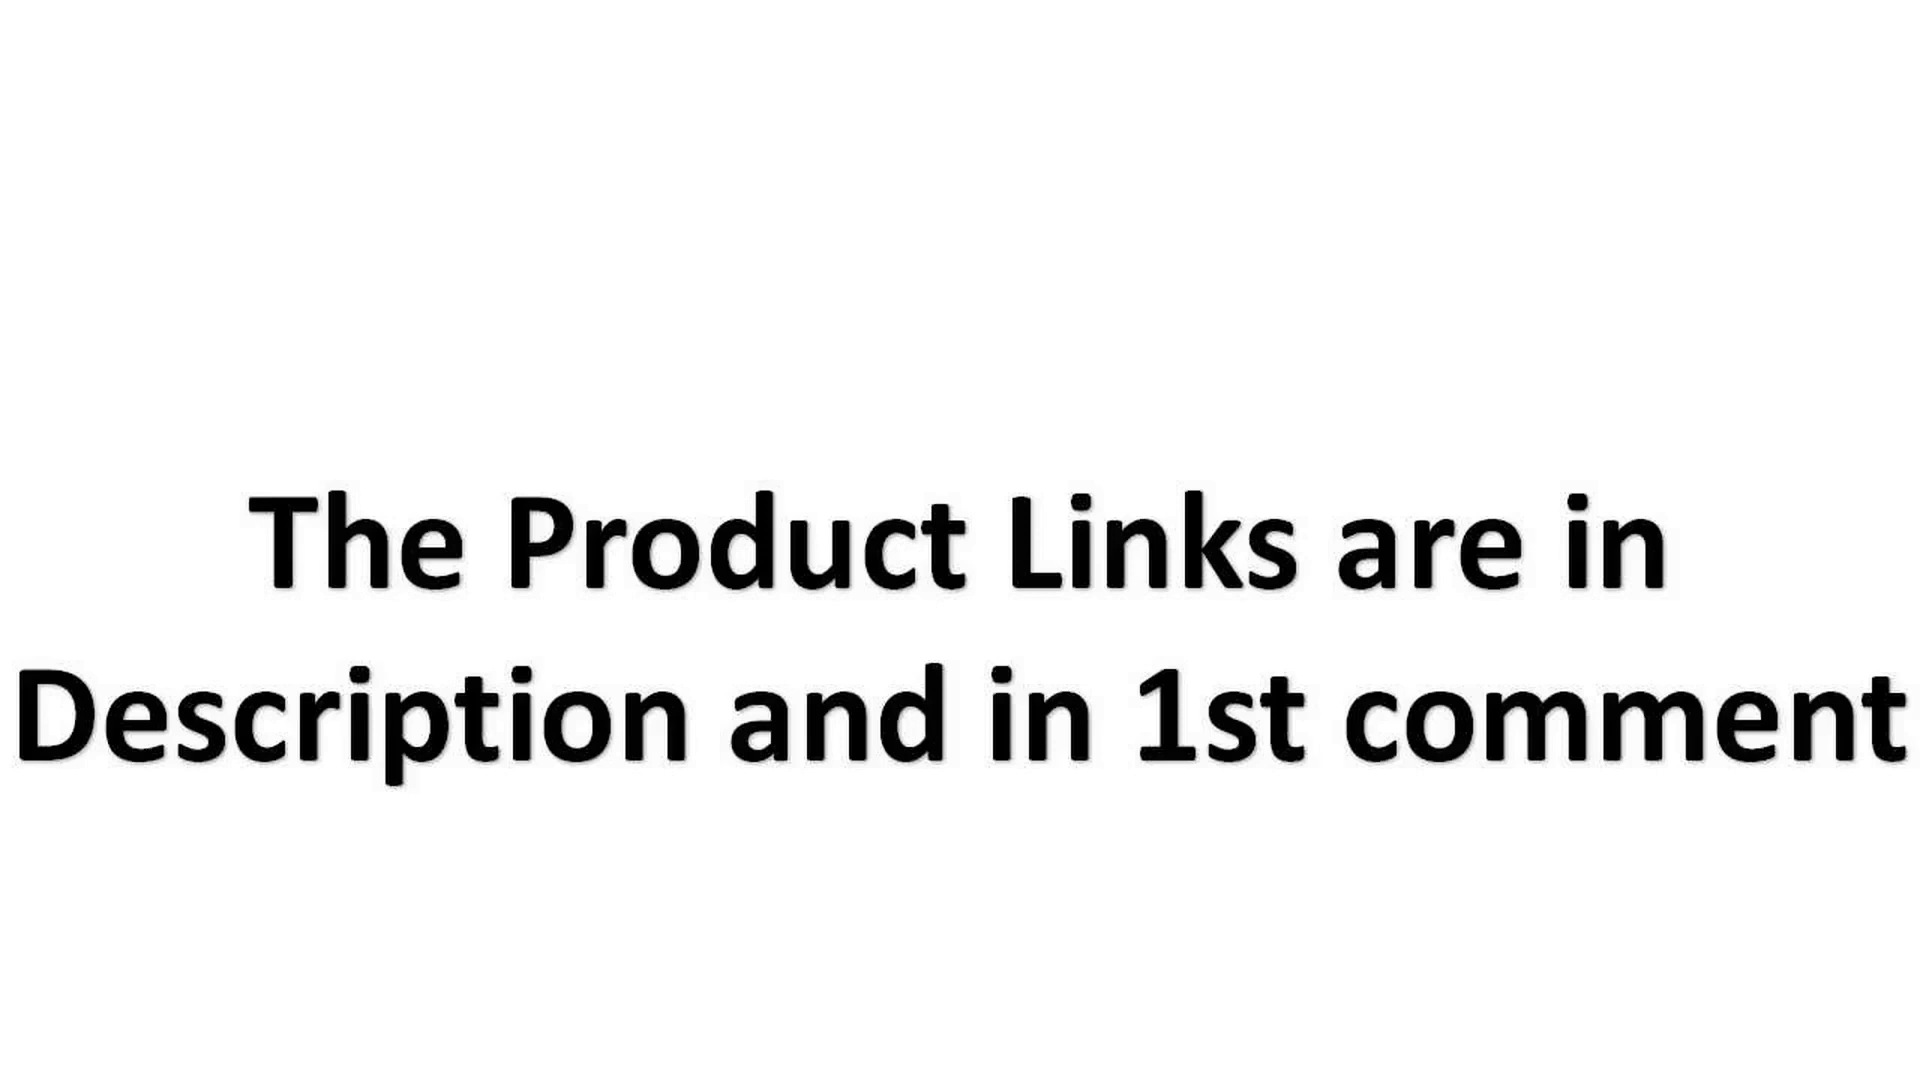 The Product Links are in
Description and in 1st comment